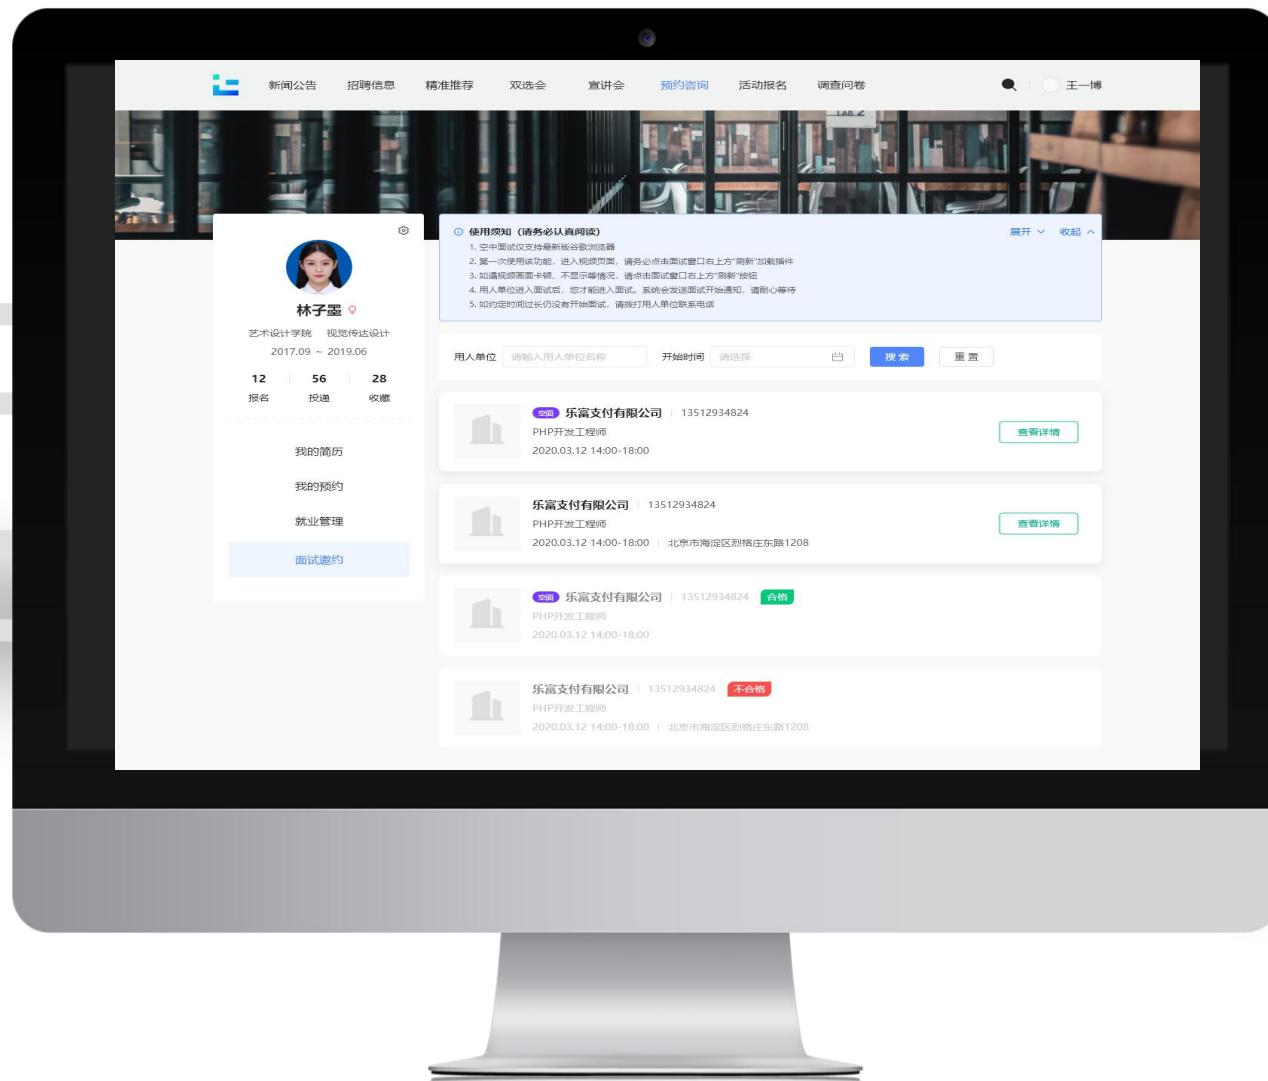 新闻公告 招聘信息 精准推荐 双选会 宣讲会 预约咨询 活动报名 调查问卷 王一博
LAB 2
林子墨
艺术设计学院 视觉传达设计
2017.09 ~ 2019.06
12 56 28
报名 投递 收藏
我的简历
我的预约
就业管理
面试邀约
使用须知（请务必认真阅读） 展开 收起
1. 空中面试仅支持最新版谷歌浏览器
2. 第一次使用该功能，进入视频页面，请务必点击面试窗口右上方“刷新”加载插件
3. 如遇视频画面卡顿、不显示等情况，请点击面试窗口右上方“刷新”按钮
4. 用人单位进入面试后，您才能进入面试。系统会发送面试开始通知，请耐心等待
5. 如约定时间过长仍没有开始面试，请拨打用人单位联系电话
用人单位 请输入用人单位名称 开始时间 请选择 搜索 重置
空面 乐富支付有限公司 13512934824
PHP开发工程师
2020.03.12 14:00-18:00
查看详情
乐富支付有限公司 13512934824
PHP开发工程师
2020.03.12 14:00-18:00 北京市海淀区烈格庄东路1208
查看详情
空面 乐富支付有限公司 13512934824 合格
PHP开发工程师
2020.03.12 14:00-18:00
乐富支付有限公司 13512934824 不合格
PHP开发工程师
2020.03.12 14:00-18:00 北京市海淀区烈格庄东路1208